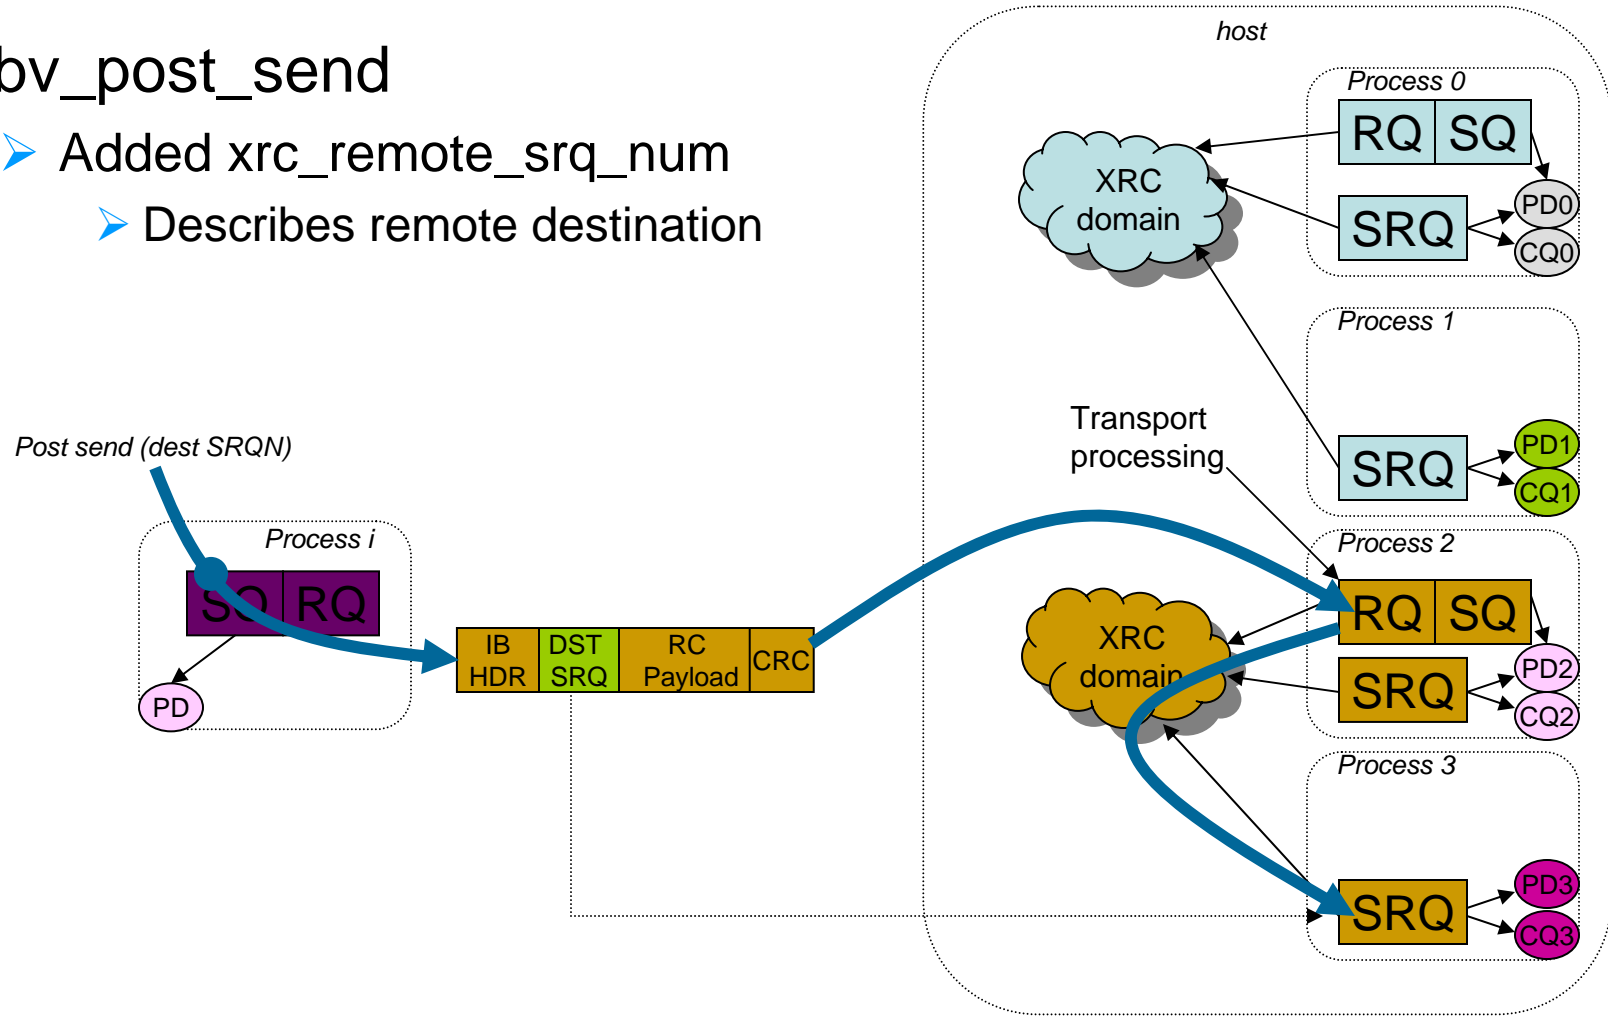 bv_post_send
Added xrc_remote_srq_num
Describes remote destination
host
Process 0
RQ SQ
XRC
domain
SRQ
PD0
CQ0
Process 1
Transport
processing
SRQ
PD1
CQ1
Post send (dest SRQN)
Process i
SQ RQ
PD
IB
HDR
DST
SRQ
RC
Payload
CRC
Process 2
RQ SQ
XRC
domain
SRQ
PD2
CQ2
Process 3
SRQ
PD3
CQ3